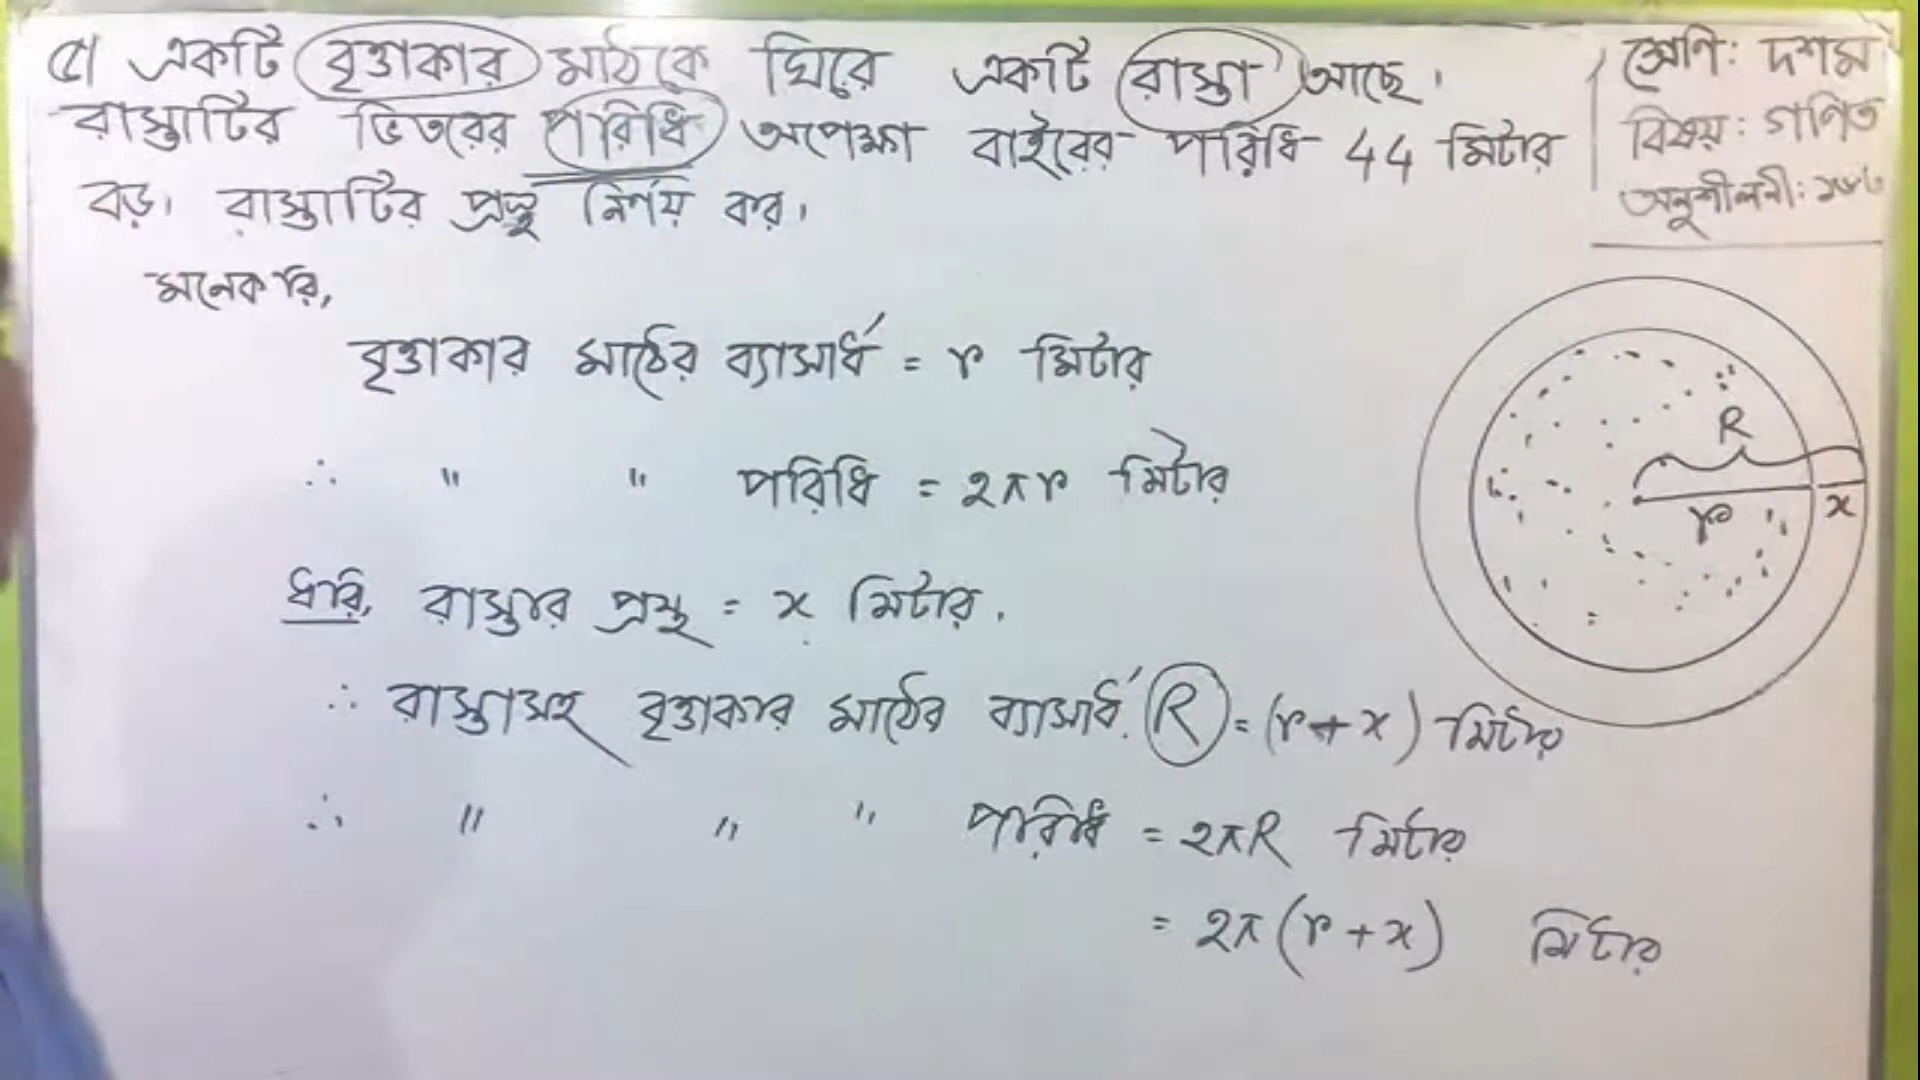 ৫। একটি বৃত্তাকার মাঠকে ঘিরে একটি রাস্তা আছে।
রাস্তাটির ভিতরের পরিধি অপেক্ষা বাইরের পরিধি 44 মিটার
বড়। রাস্তাটির প্রস্থ নির্ণয় কর।
শ্রেণি: দশম
বিষয়: গণিত
অনুশীলনী:
মনেকরি,
বৃত্তাকার মাঠের ব্যাসার্ধ = r মিটার
∴ " " পরিধি = 2πr মিটার
ধরি, রাস্তার প্রস্থ = x মিটার.
∴ রাস্তাসহ বৃত্তাকার মাঠের ব্যাসার্ধ. R = (r+x) মিটার
∴ " " " পরিধি = 2πR মিটার
= 2π(r+x) মিটার
R
r
x